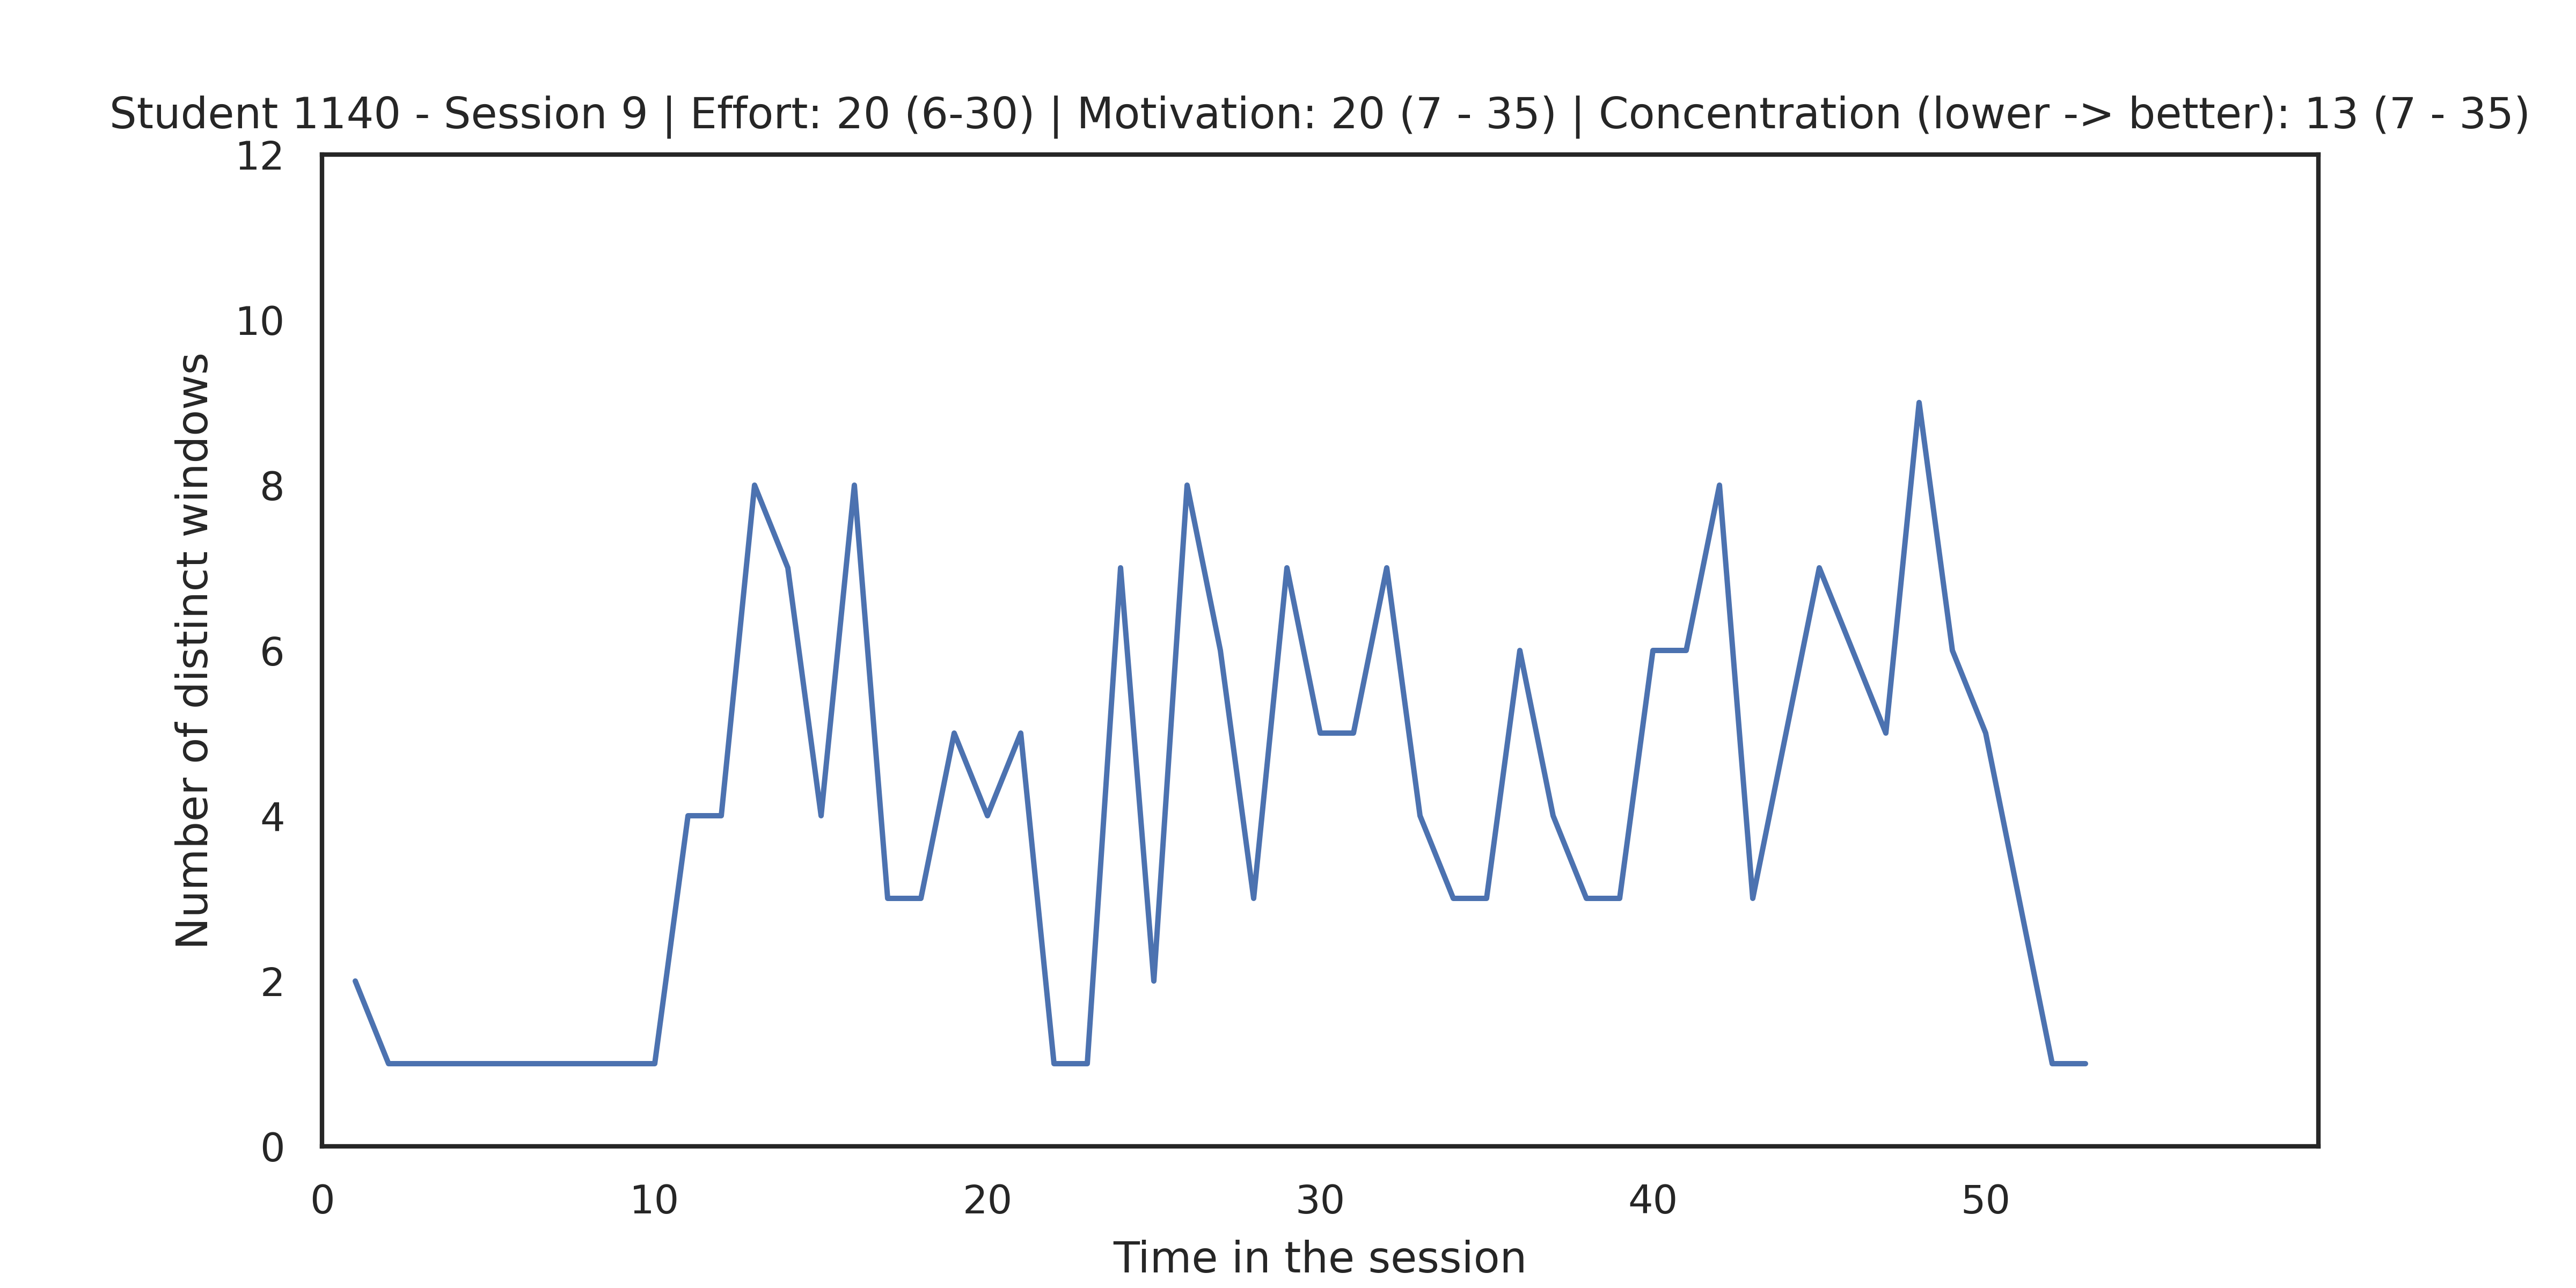 Student 1140 - Session 9 | Effort: 20 (6-30) | Motivation: 20 (7 - 35) | Concentration (lower -> better): 13 (7 - 35)
12
10
8
6
4
2
0
Number of distinct windows
0 10 20 30 40 50
Time in the session